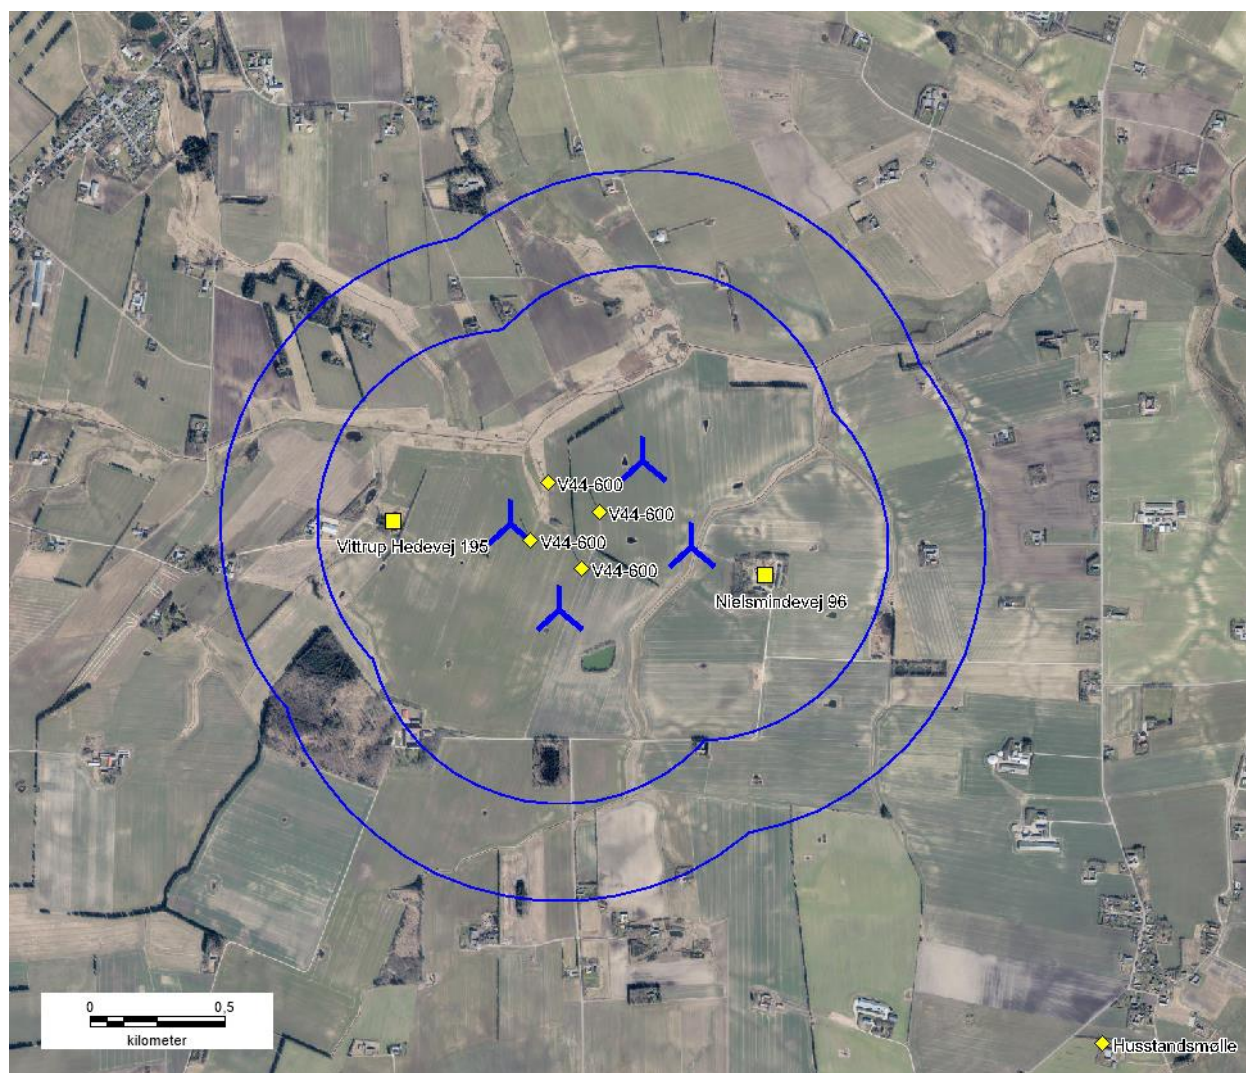 V44-600
V44-600
V44-600
Vittrup Hedevej 195
V44-600
Nielsmindevej 96
0 0,5
kilometer
Husstandsmølle